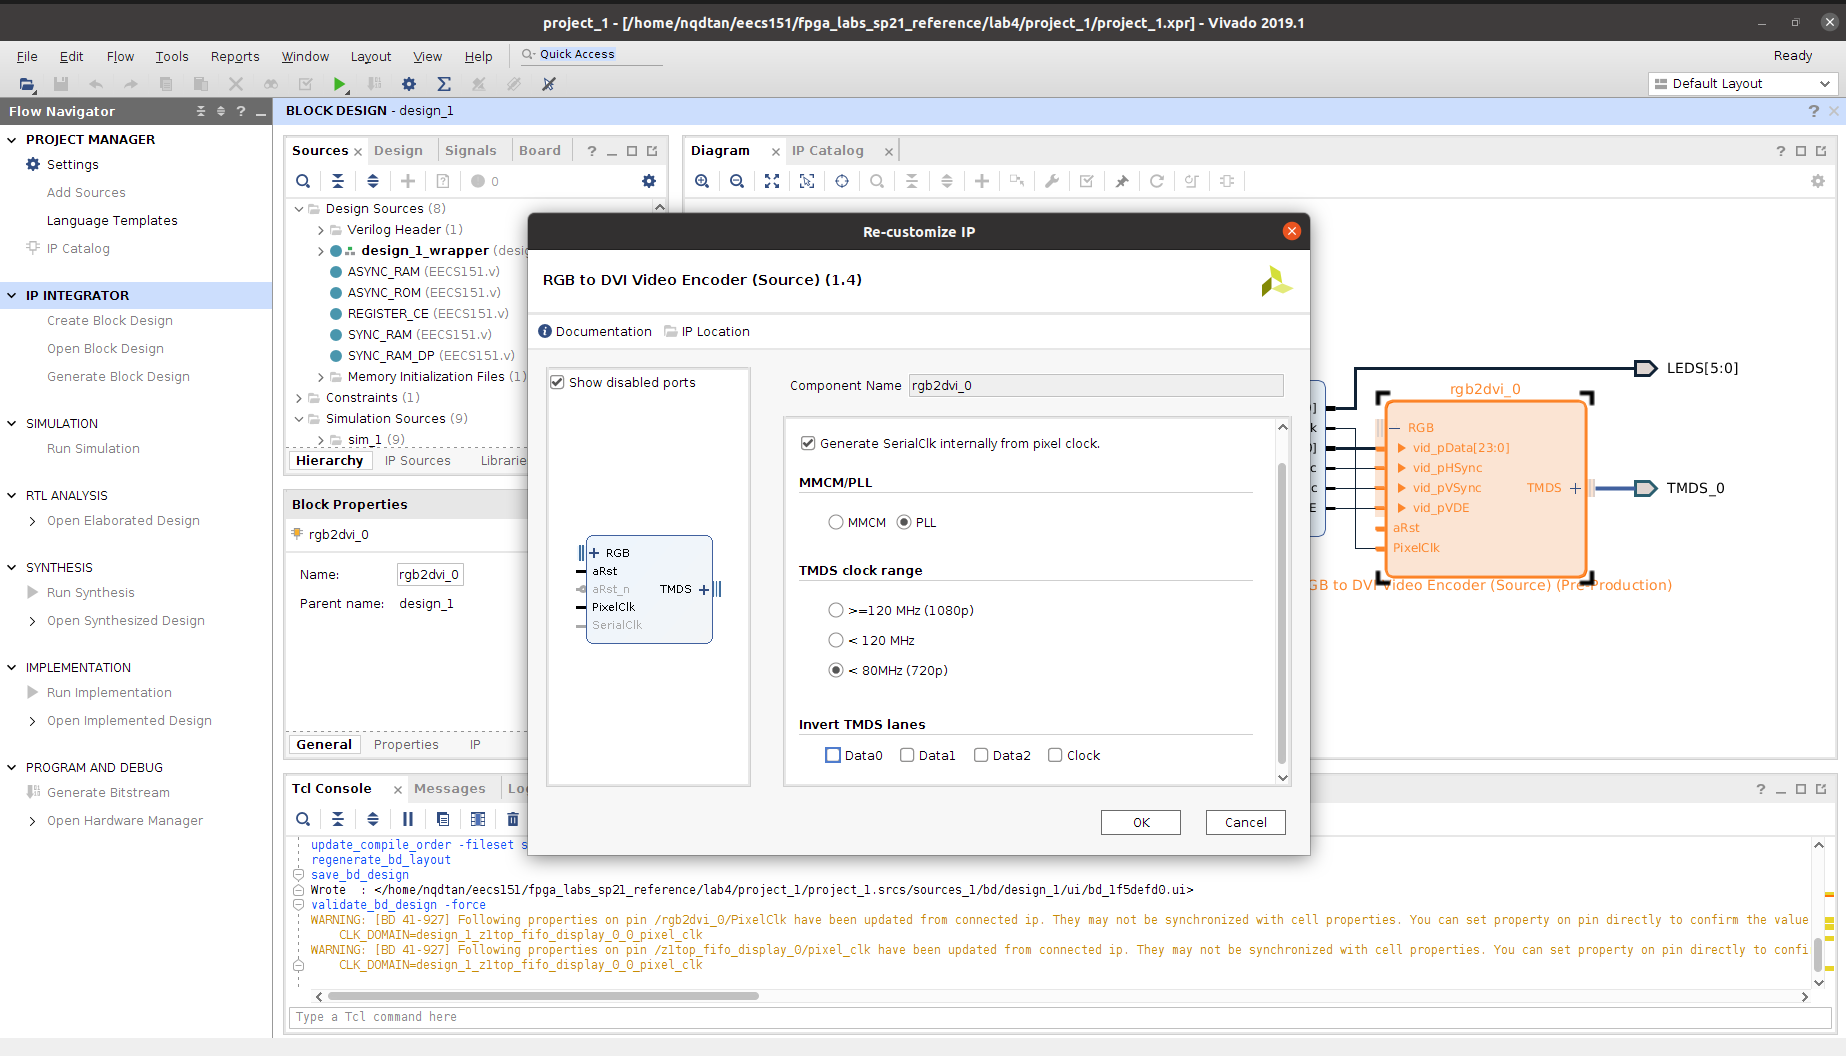 project_1 - [/home/nqdtan/eecs151/fpga_labs_sp21_reference/lab4/project_1/project_1.xpr] - Vivado 2019.1
File Edit Flow Tools Reports Window Layout View Help Quick Access Ready
Default Layout
Flow Navigator
BLOCK DESIGN - design_1
PROJECT MANAGER
Settings
Add Sources
Language Templates
IP Catalog
IP INTEGRATOR
Create Block Design
Open Block Design
Generate Block Design
SIMULATION
Run Simulation
RTL ANALYSIS
Open Elaborated Design
SYNTHESIS
Run Synthesis
Open Synthesized Design
IMPLEMENTATION
Run Implementation
Open Implemented Design
PROGRAM AND DEBUG
Generate Bitstream
Open Hardware Manager
Sources Design Signals Board
0
Design Sources (8)
Verilog Header (1)
design_1_wrapper (desi
ASYNC_RAM (EECS151.v)
ASYNC_ROM (EECS151.v)
REGISTER_CE (EECS151.v)
SYNC_RAM (EECS151.v)
SYNC_RAM_DP (EECS151.v)
Memory Initialization Files (1)
Constraints (1)
Simulation Sources (9)
sim_1 (9)
Hierarchy IP Sources Librarie
Block Properties
rgb2dvi_0
Name: rgb2dvi_0
Parent name: design_1
General Properties IP
Diagram IP Catalog
LEDS[5:0]
rgb2dvi_0
RGB
vid_pData[23:0]
vid_pHSync
vid_pVSync TMDS
vid_pVDE
aRst
PixelClk
TMDS_0
GB to DVI Video Encoder (Source) (Pre-Production)
Re-customize IP
RGB to DVI Video Encoder (Source) (1.4)
Documentation IP Location
Show disabled ports
RGB
aRst
aRst_n TMDS
PixelClk
SerialClk
Component Name rgb2dvi_0
Generate SerialClk internally from pixel clock.
MMCM/PLL
MMCM PLL
TMDS clock range
>=120 MHz (1080p)
< 120 MHz
< 80MHz (720p)
Invert TMDS lanes
Data0 Data1 Data2 Clock
OK Cancel
Tcl Console Messages Lo
update_compile_order -fileset s
regenerate_bd_layout
save_bd_design
Wrote : </home/nqdtan/eecs151/fpga_labs_sp21_reference/lab4/project_1/project_1.srcs/sources_1/bd/design_1/ui/bd_1f5defd0.ui>
validate_bd_design -force
WARNING: [BD 41-927] Following properties on pin /rgb2dvi_0/PixelClk have been updated from connected ip. They may not be synchronized with cell properties. You can set property on pin directly to confirm the value
CLK_DOMAIN=design_1_z1top_fifo_display_0_0_pixel_clk
WARNING: [BD 41-927] Following properties on pin /z1top_fifo_display_0/pixel_clk have been updated from connected ip. They may not be synchronized with cell properties. You can set property on pin directly to confi
CLK_DOMAIN=design_1_z1top_fifo_display_0_0_pixel_clk
Type a Tcl command here